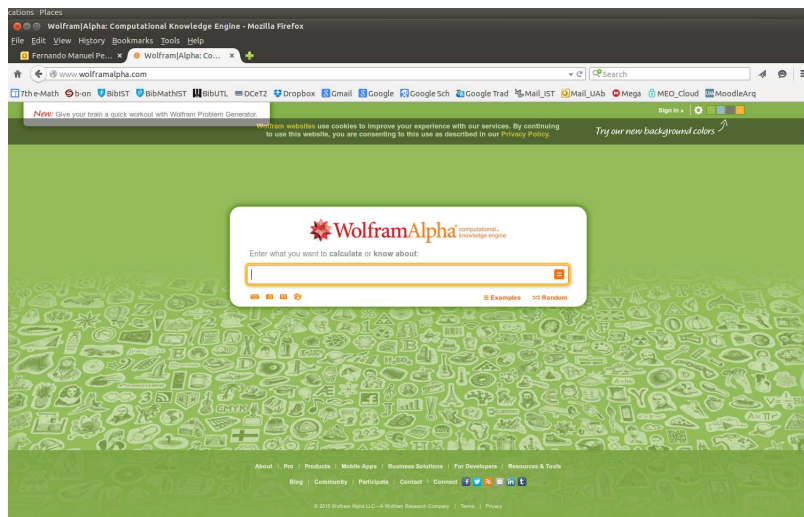 cations Places
Wolfram|Alpha: Computational Knowledge Engine - Mozilla Firefox
File Edit View History Bookmarks Tools Help
Fernando Manuel Pe... × Wolfram|Alpha: Co... ×
www.wolframalpha.com Search
7th e-Math b-on BibIST BibMathIST BibUTL DCeT2 Dropbox Gmail Google Google Sch Google Trad Mail_IST Mail_UAb Mega MEO_Cloud MoodleArq
New: Give your brain a quick workout with Wolfram Problem Generator.
Sign in »
Wolfram websites use cookies to improve your experience with our services. By continuing
to use this website, you are consenting to this use as described in our Privacy Policy.
Try our new background colors
WolframAlpha computational..
knowledge engine
Enter what you want to calculate or know about:
Examples Random
CMYK
A=πr
About | Pro | Products | Mobile Apps | Business Solutions | For Developers | Resources & Tools
Blog | Community | Participate | Contact | Connect
© 2015 Wolfram Alpha LLC—A Wolfram Research Company | Terms | Privacy